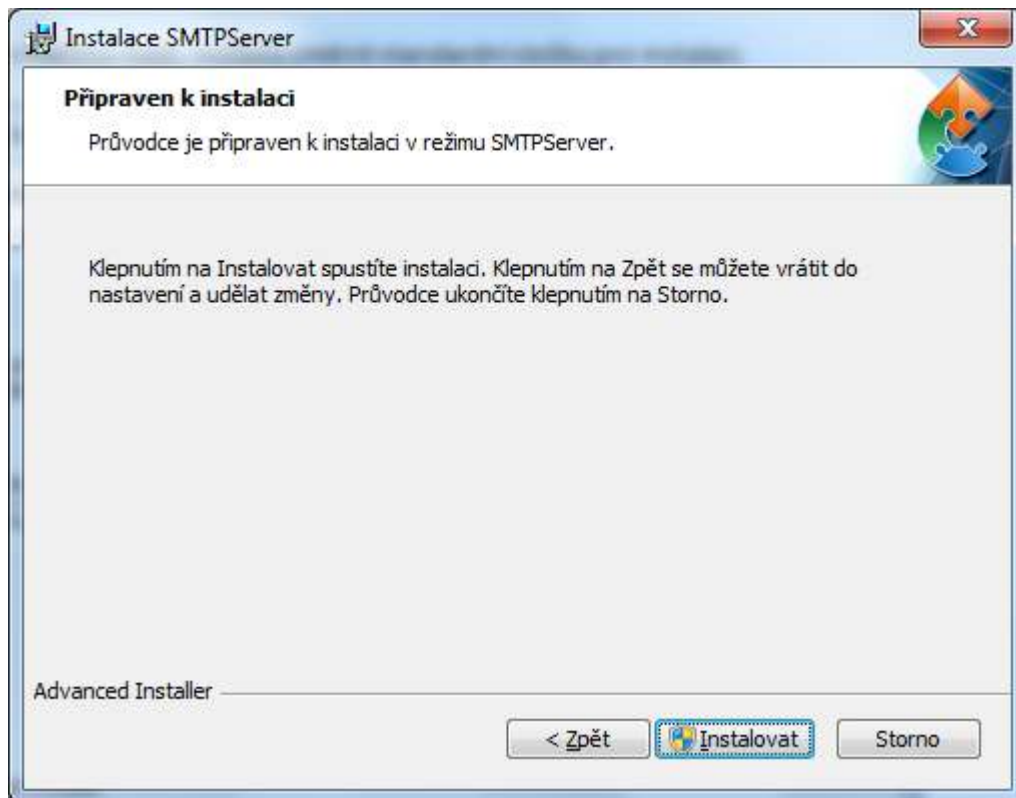 Instalace SMTPServer
Připraven k instalaci
Průvodce je připraven k instalaci v režimu SMTPServer.
Klepnutím na Instalovat spustíte instalaci. Klepnutím na Zpět se můžete vrátit do
nastavení a udělat změny. Průvodce ukončíte klepnutím na Storno.
Advanced Installer
< Zpět Instalovat Storno